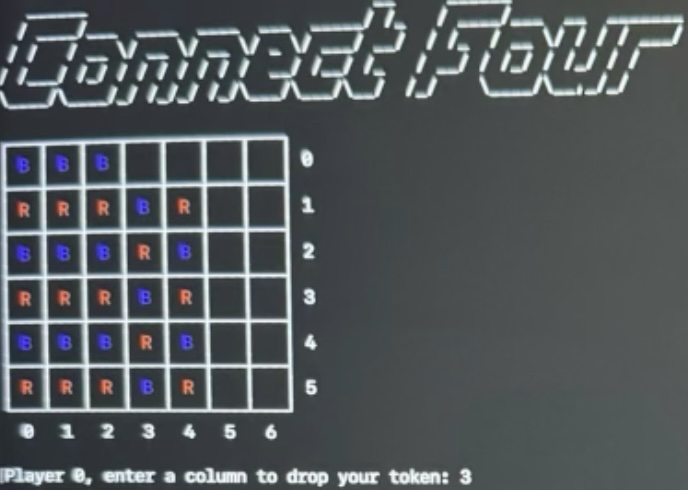 Connect Four
B B B 0
R R R B R 1
B B B R B 2
R R R B R 3
B B B R B 4
R R R B R 5
0 1 2 3 4 5 6
Player 0, enter a column to drop your token: 3